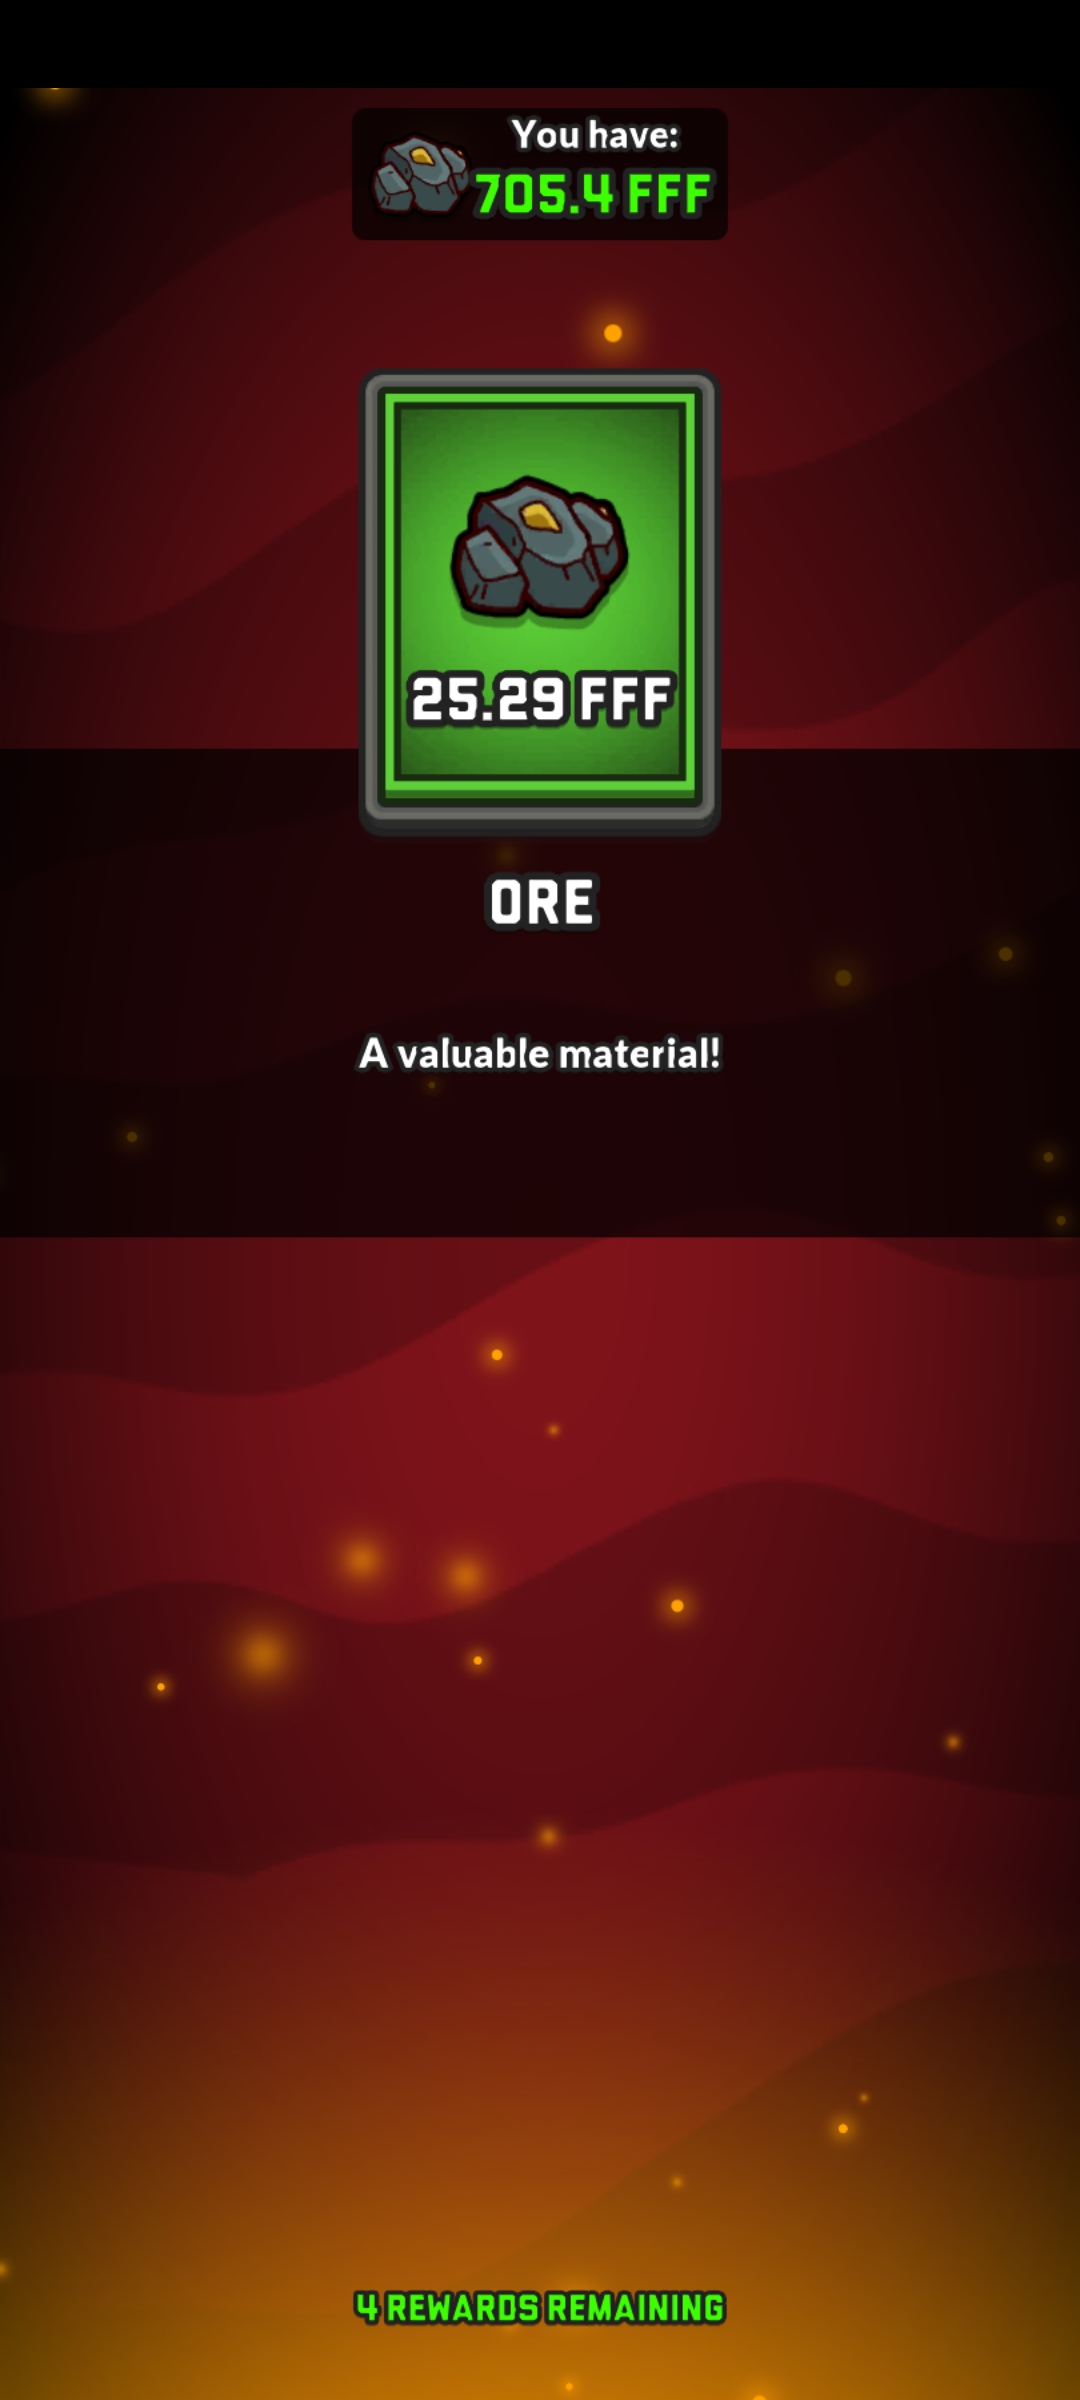 You have:
705.4 FFF
25.29 FFF
ORE
A valuable material!
4 REWARDS REMAINING